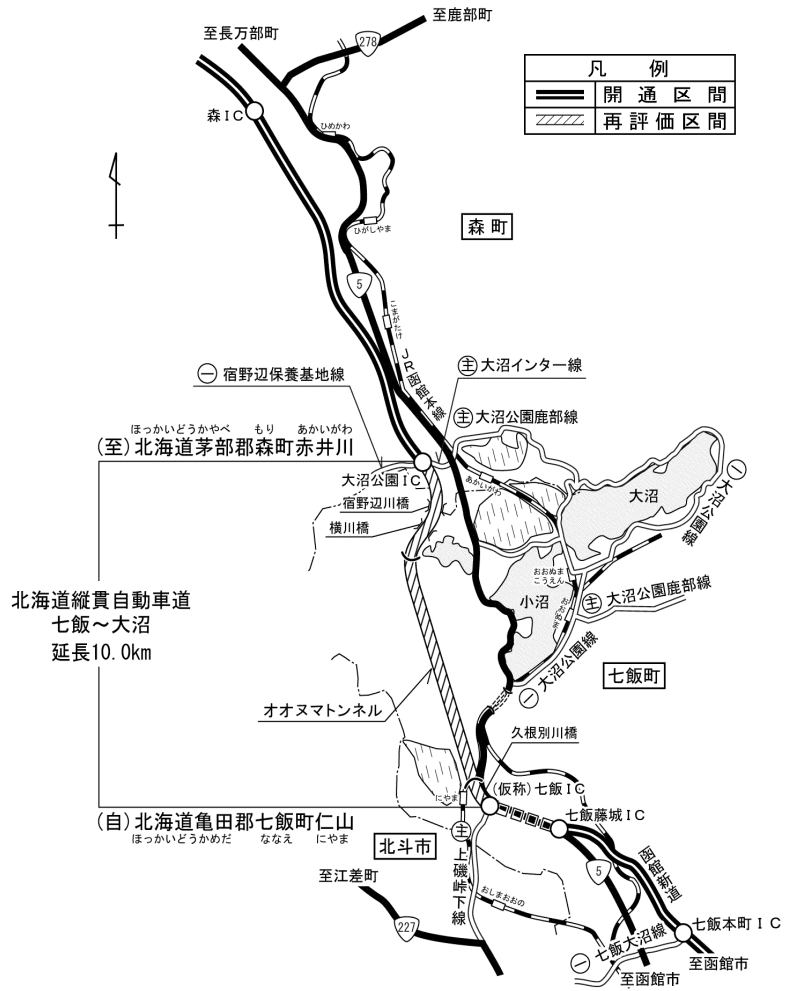 至鹿部町
至長万部町
278
凡　例
開通区間
再評価区間
森ＩＣ
ひめかわ
森町
ひがしやま
5
こまがたけ
ＪＲ函館本線
㊀ 宿野辺保養基地線
主 大沼インター線
主 大沼公園鹿部線
ほっかいどうかやべ　もり　あかいがわ
(至)北海道茅部郡森町赤井川
大沼公園ＩＣ
あかいがわ
宿野辺川橋
横川橋
大沼
一 大沼公園線
おおぬまこうえん
小沼
おおぬま
主 大沼公園鹿部線
北海道縦貫自動車道
七飯～大沼
延長10.0km
一 大沼公園線
七飯町
オオヌマトンネル
久根別川橋
にやま
(仮称)七飯ＩＣ
(自)北海道亀田郡七飯町仁山
ほっかいどうかめだ　ななえ　にやま
七飯藤城ＩＣ
北斗市
主 上磯峠下線
函館新道
5
至江差町
おしまおおの
227
七飯本町ＩＣ
一 七飯大沼線
至函館市
至函館市